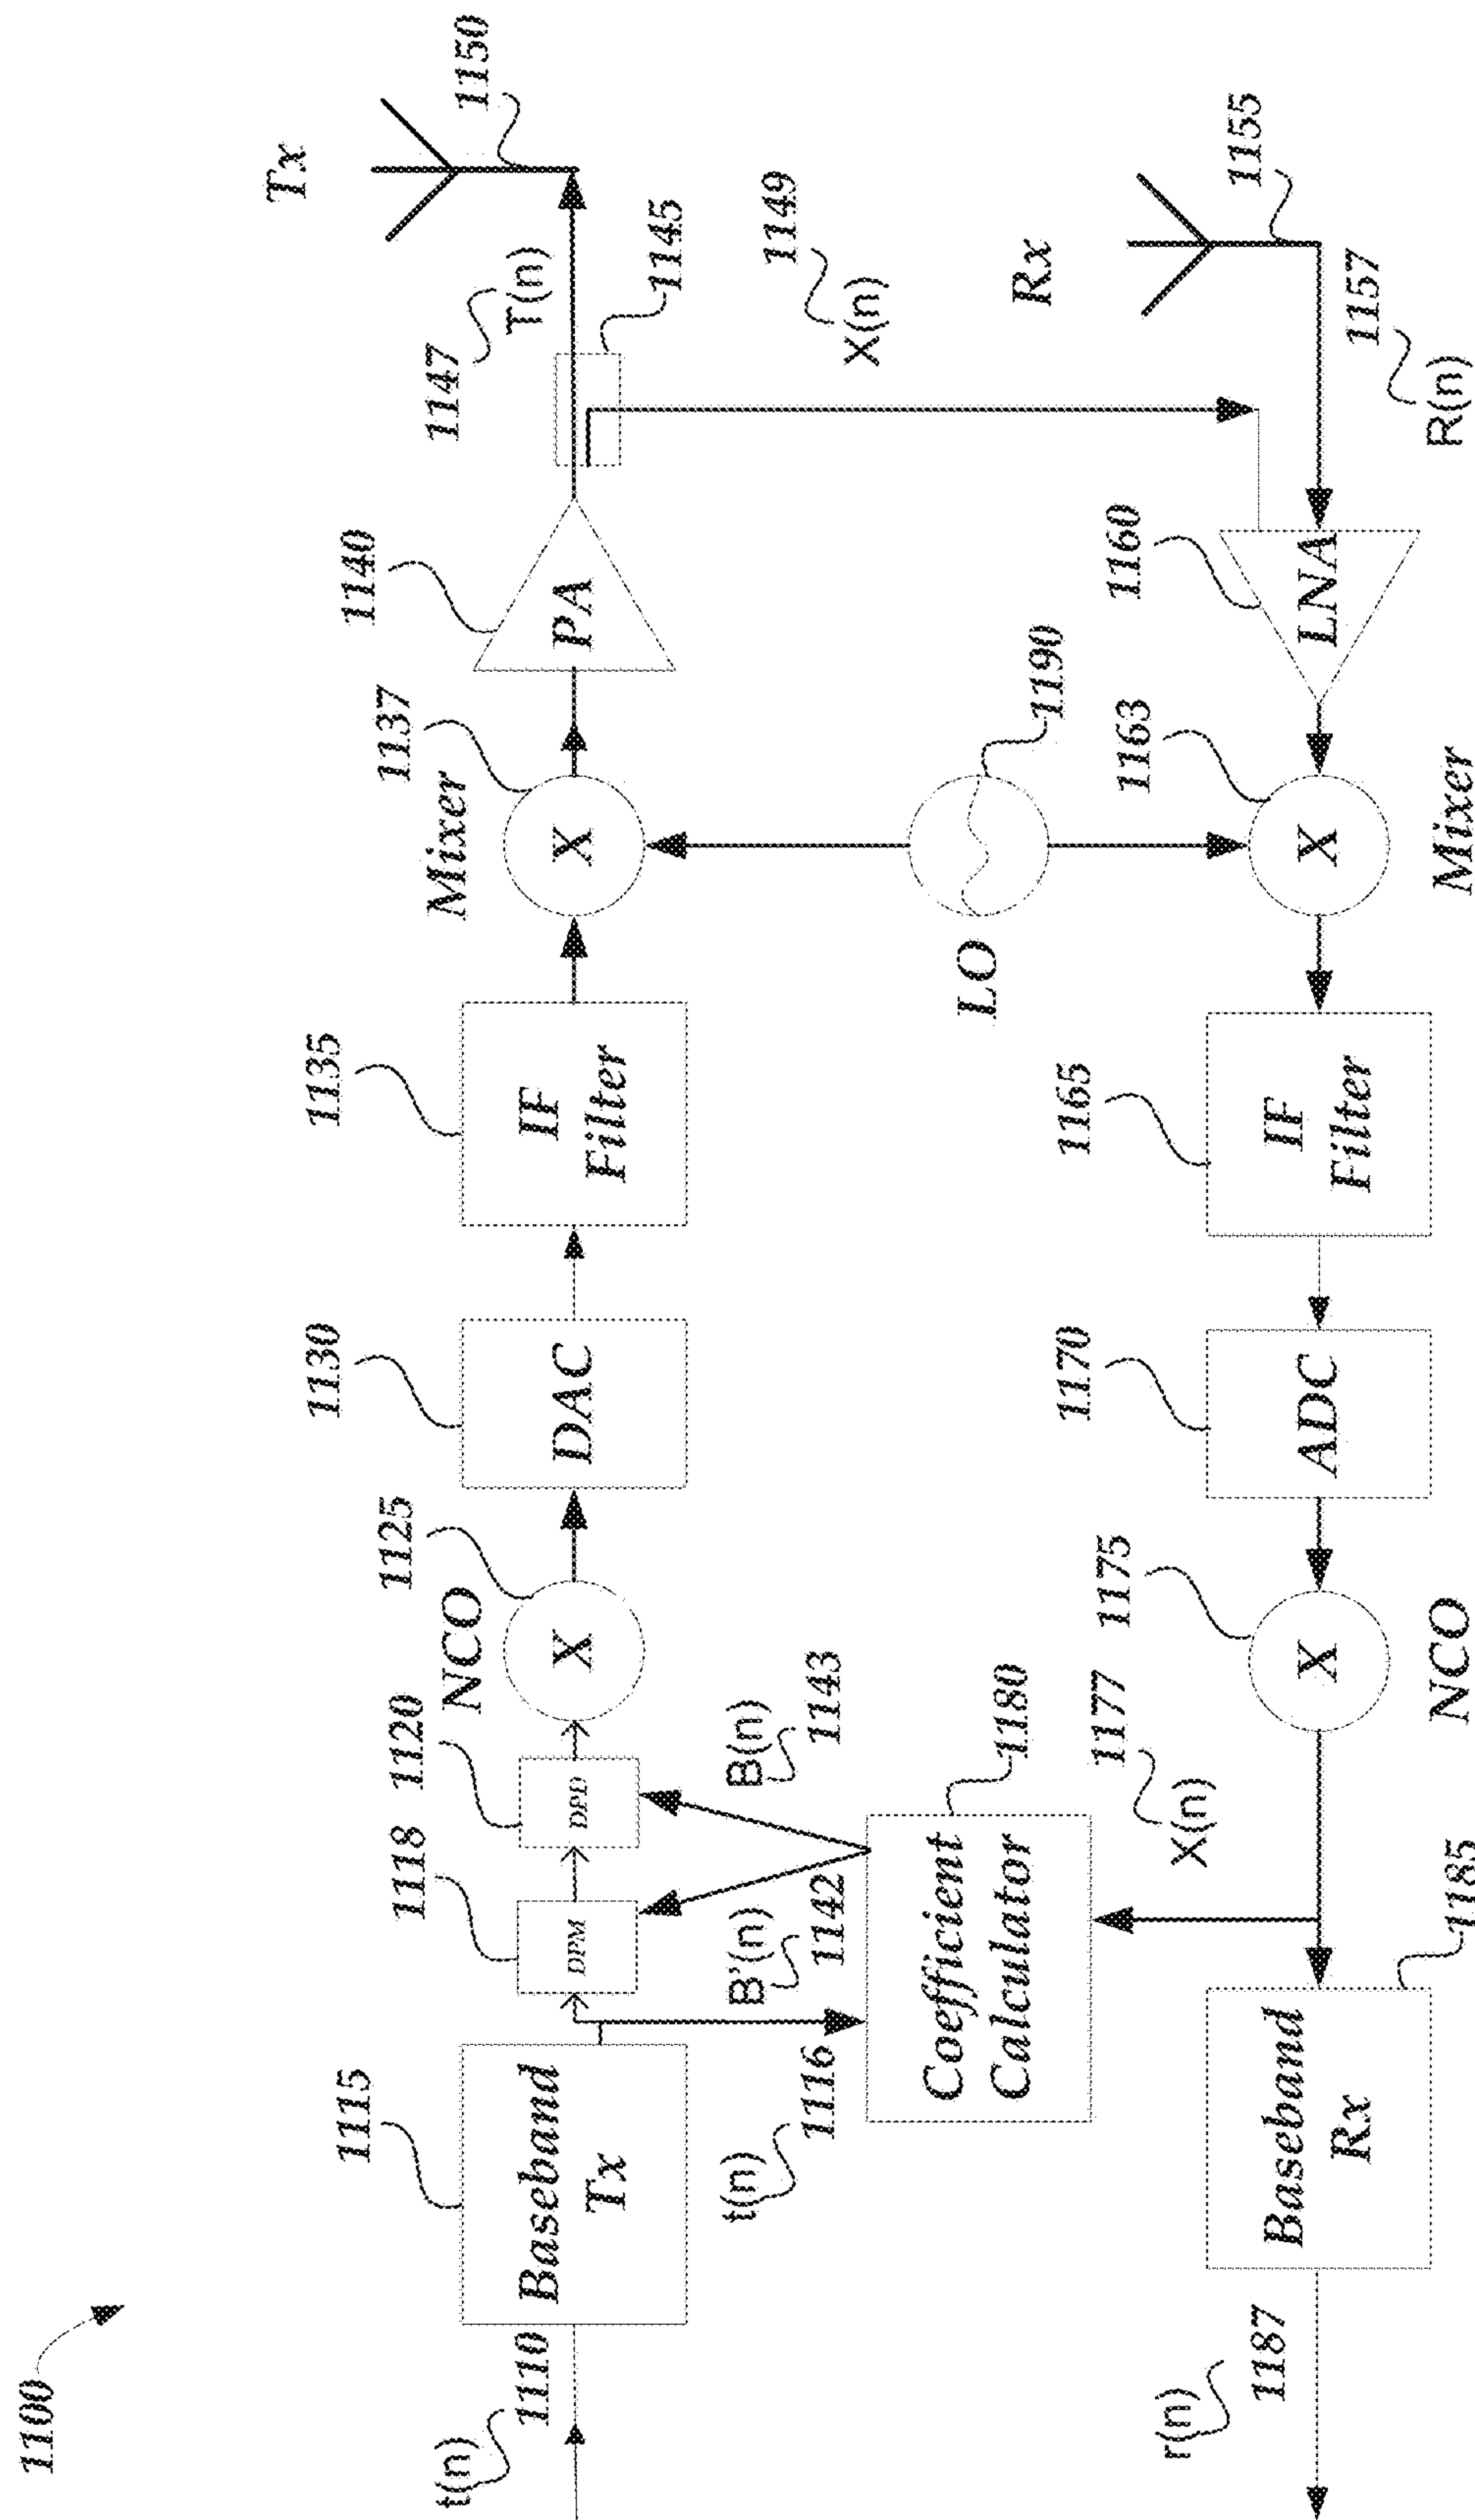 1100
t(n)
1110
1115
Baseband
Tx
t(n)
1116
1118
DPM
B'(n)
1142
1120
DPD
B(n)
1143
NCO
1125
X
1130
DAC
1135
IF
Filter
Mixer
1137
X
1140
PA
1147
T(n)
1145
Tx
1150
1149
X(n)
Rx
1155
1157
R(n)
1160
LNA
LO
1190
1163
X
Mixer
1165
IF
Filter
1170
ADC
1175
X
NCO
1177
X(n)
Coefficient
Calculator
1180
1185
Baseband
Rx
r(n)
1187